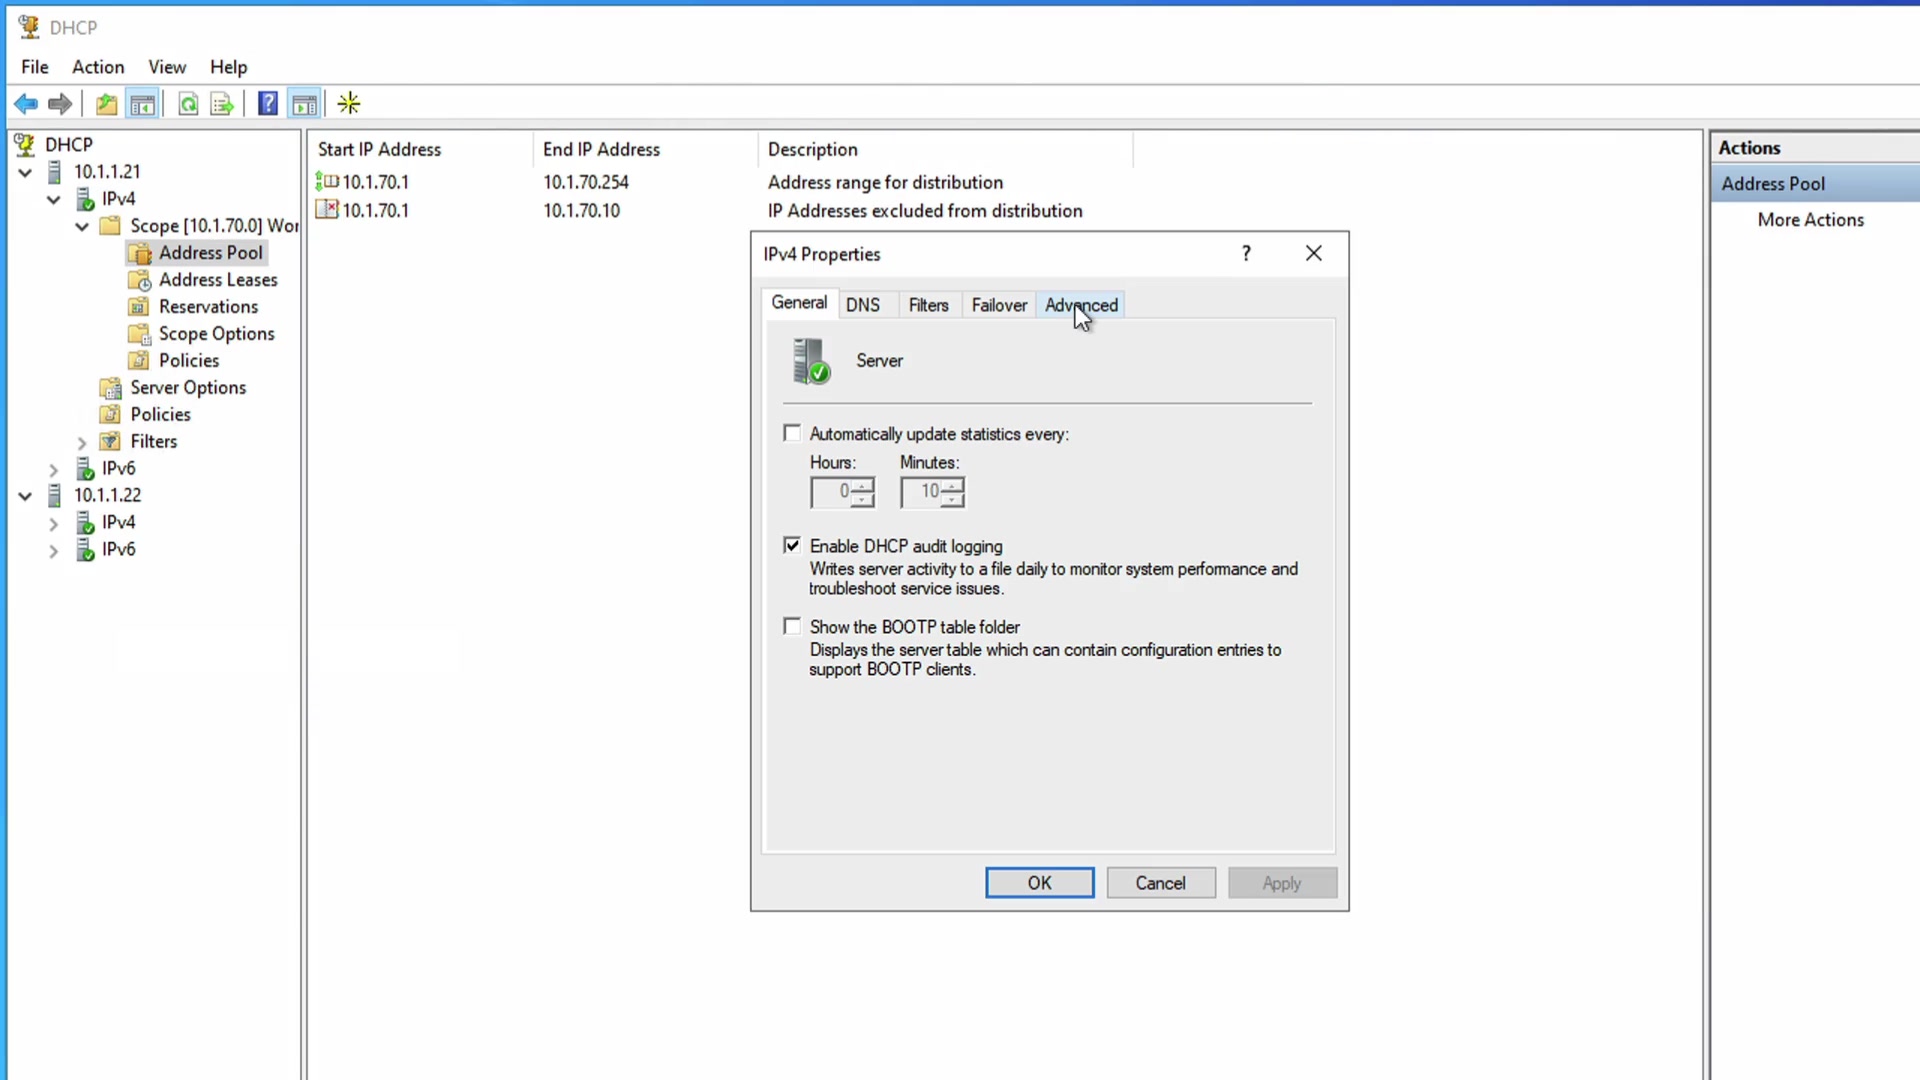 DHCP
File Action View Help
DHCP
10.1.1.21
IPv4
Scope [10.1.70.0] Wor
Address Pool
Address Leases
Reservations
Scope Options
Policies
Server Options
Policies
Filters
IPv6
10.1.1.22
IPv4
IPv6
Start IP Address End IP Address Description
10.1.70.1 10.1.70.254 Address range for distribution
10.1.70.1 10.1.70.10 IP Addresses excluded from distribution
IPv4 Properties ?
General DNS Filters Failover Advanced
Server
Automatically update statistics every:
Hours: Minutes:
0 10
Enable DHCP audit logging
Writes server activity to a file daily to monitor system performance and
troubleshoot service issues.
Show the BOOTP table folder
Displays the server table which can contain configuration entries to
support BOOTP clients.
OK Cancel Apply
Actions
Address Pool
More Actions